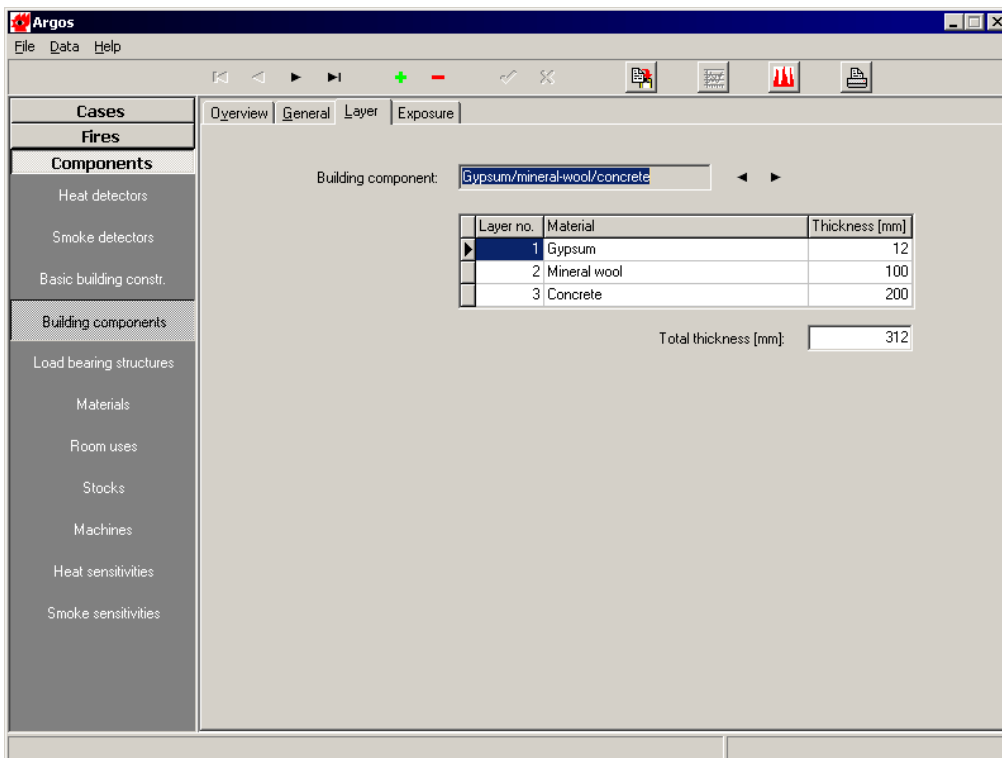 Argos
File Data Help
Cases
Fires
Components
Heat detectors
Smoke detectors
Basic building constr.
Building components
Load bearing structures
Materials
Room uses
Stocks
Machines
Heat sensitivities
Smoke sensitivities
Overview General Layer Exposure
Building component: Gypsum/mineral-wool/concrete
Layer no. Material Thickness [mm]
1 Gypsum 12
2 Mineral wool 100
3 Concrete 200
Total thickness [mm]: 312